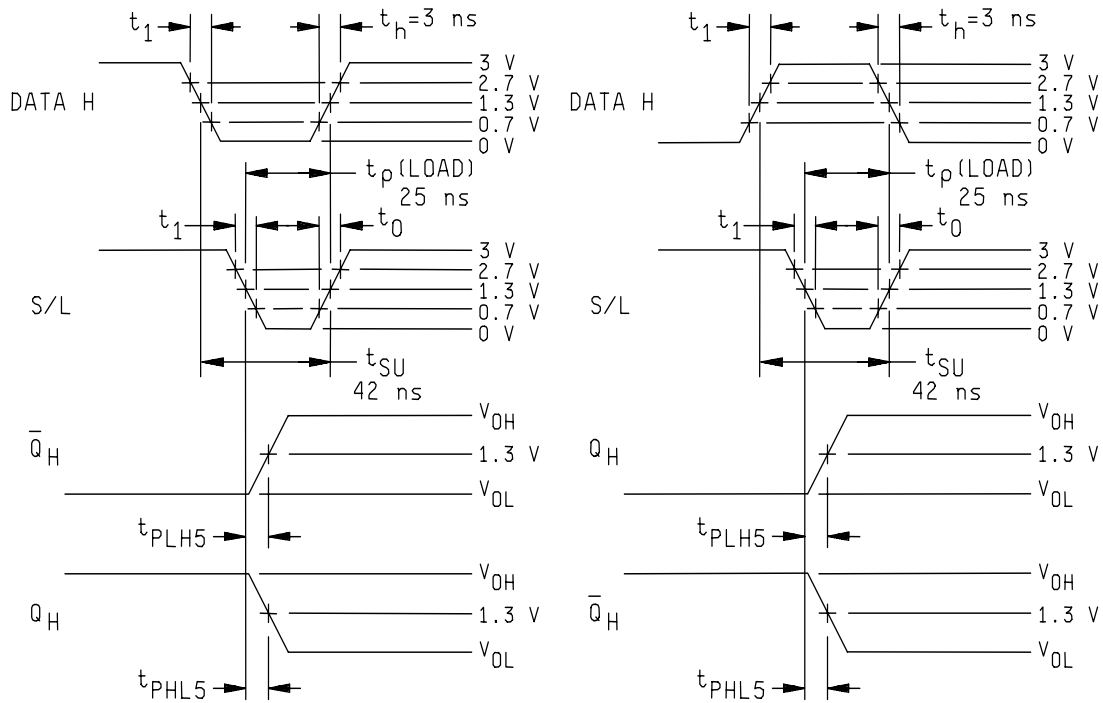 t1 th=3 ns
DATA H
3 V
2.7 V
1.3 V
0.7 V
0 V
tp(LOAD)
25 ns
t1 t0
S/L
3 V
2.7 V
1.3 V
0.7 V
0 V
tSU
42 ns
Q̅H
VOH
1.3 V
VOL
tPLH5
QH
VOH
1.3 V
VOL
tPHL5
t1 th=3 ns
DATA H
3 V
2.7 V
1.3 V
0.7 V
0 V
tp(LOAD)
25 ns
t1 t0
S/L
3 V
2.7 V
1.3 V
0.7 V
0 V
tSU
42 ns
QH
VOH
1.3 V
VOL
tPLH5
Q̅H
VOH
1.3 V
VOL
tPHL5